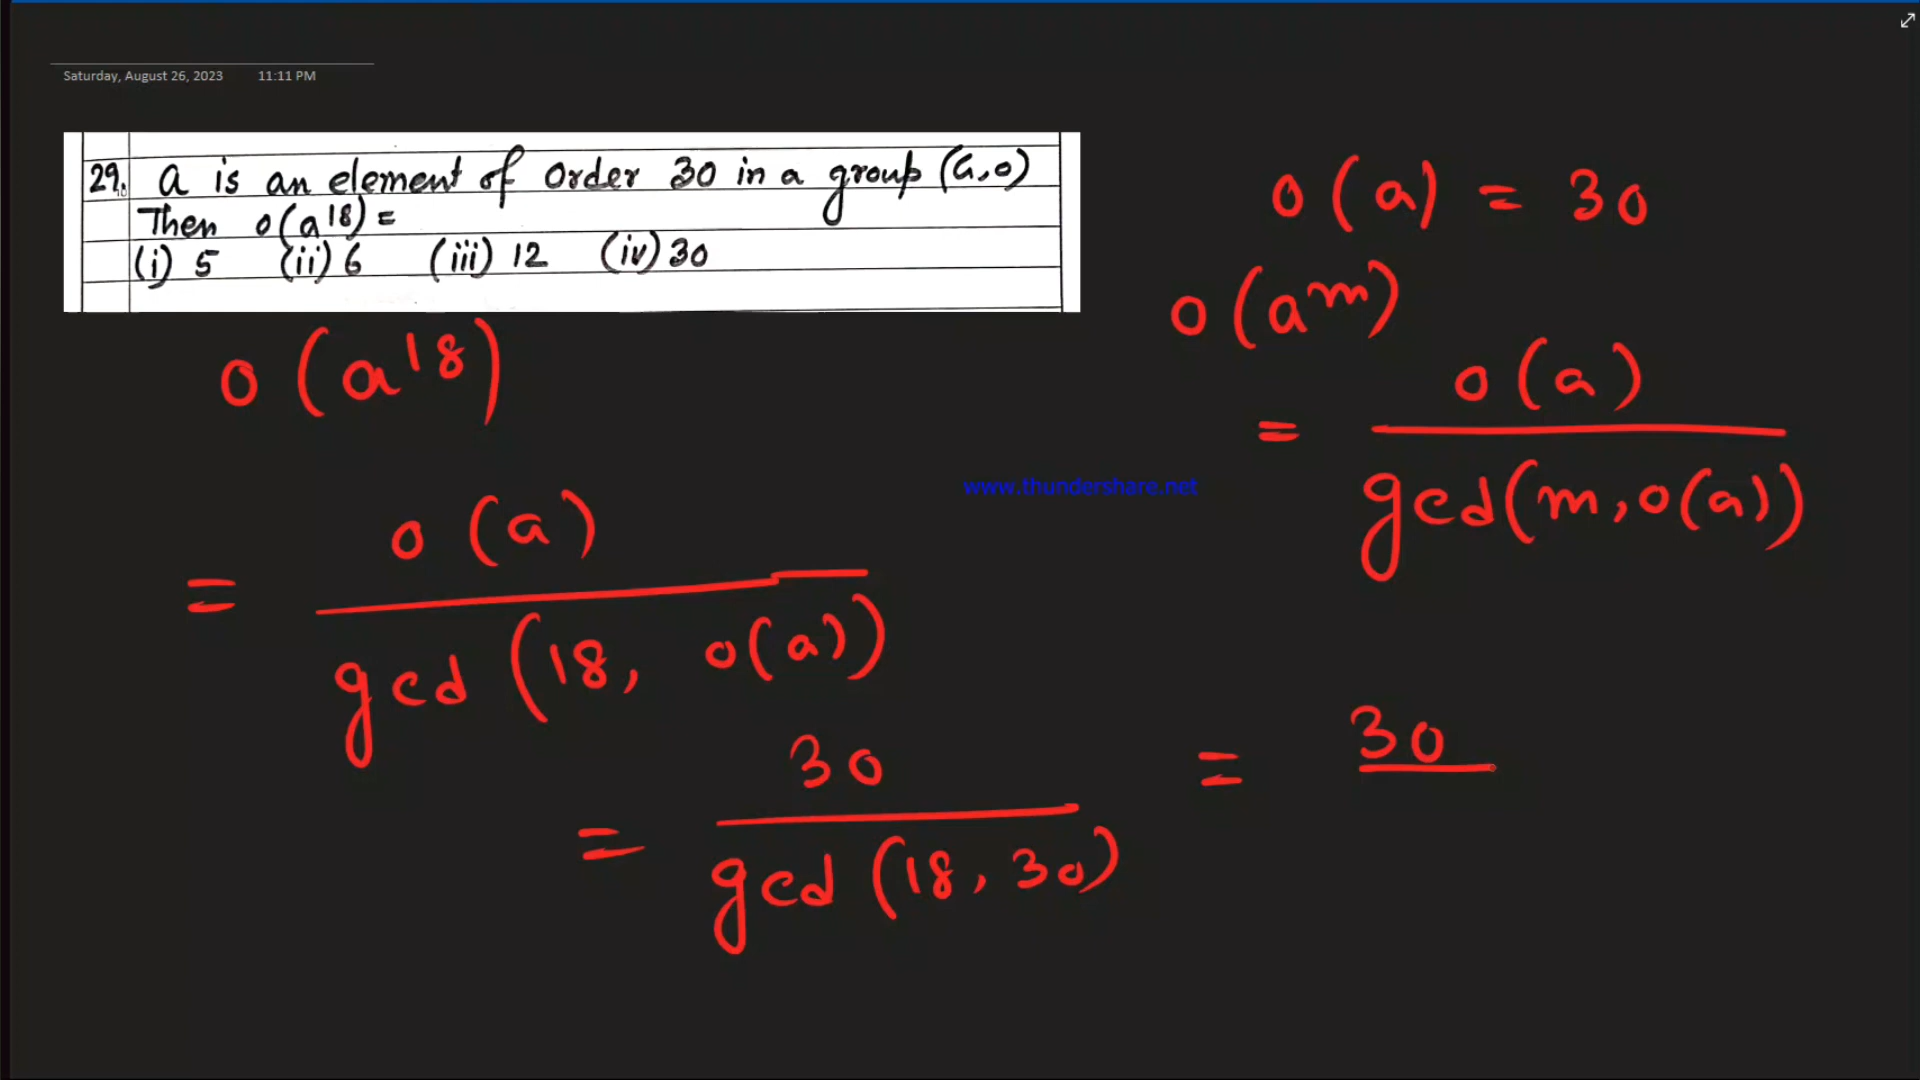 Saturday, August 26, 2023 11:11 PM
29. a is an element of order 30 in a group (G,o)
Then o(a^18) =
(i) 5 (ii) 6 (iii) 12 (iv) 30
o(a) = 30
o(a^m)
= o(a) / gcd(m, o(a))
o(a^18)
= o(a) / gcd(18, o(a))
= 30 / gcd(18, 30) = 30
www.thundershare.net